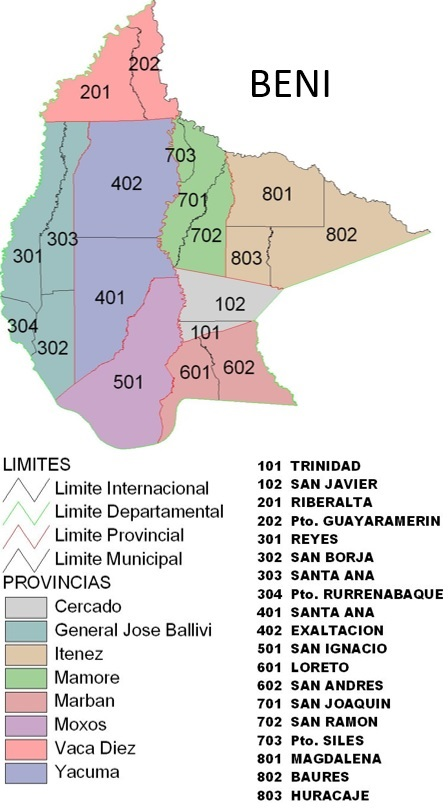 BENI
202
201
703
402
701
801
702
802
303
301
803
401
102
304
101
302
501
601
602
LIMITES
Limite Internacional
Limite Departamental
Limite Provincial
Limite Municipal
PROVINCIAS
Cercado
General Jose Ballivi
Itenez
Mamore
Marban
Moxos
Vaca Diez
Yacuma
101 TRINIDAD
102 SAN JAVIER
201 RIBERALTA
202 Pto. GUAYARAMERIN
301 REYES
302 SAN BORJA
303 SANTA ANA
304 Pto. RURRENABAQUE
401 SANTA ANA
402 EXALTACION
501 SAN IGNACIO
601 LORETO
602 SAN ANDRES
701 SAN JOAQUIN
702 SAN RAMON
703 Pto. SILES
801 MAGDALENA
802 BAURES
803 HURACAJE